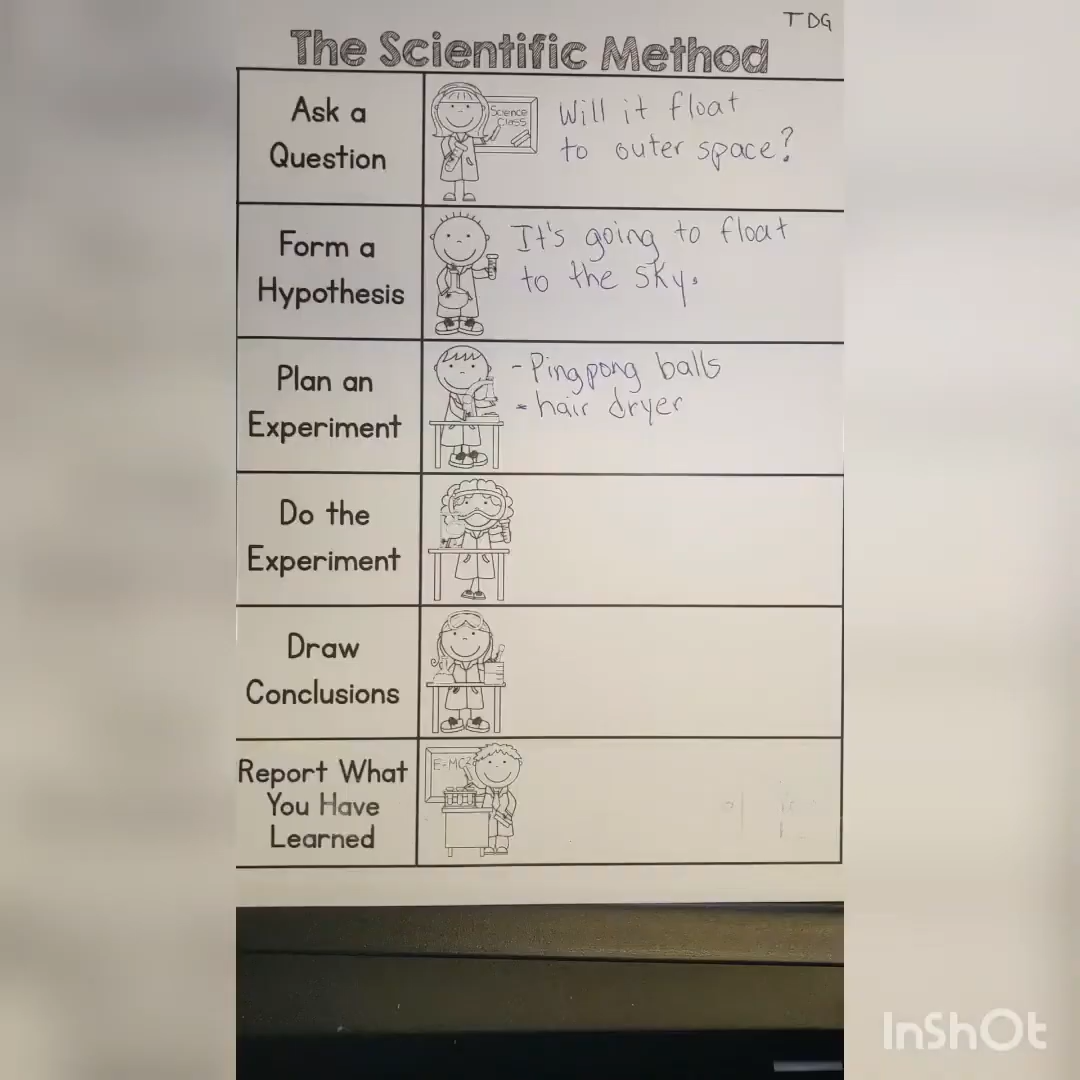 TDG
The Scientific Method
Ask a
Question
Science
Class
Will it float
to outer space?
Form a
Hypothesis
It's going to float
to the sky.
Plan an
Experiment
- Pingpong balls
- hair dryer
Do the
Experiment
Draw
Conclusions
Report What
You Have
Learned
E=MC2
InShOt